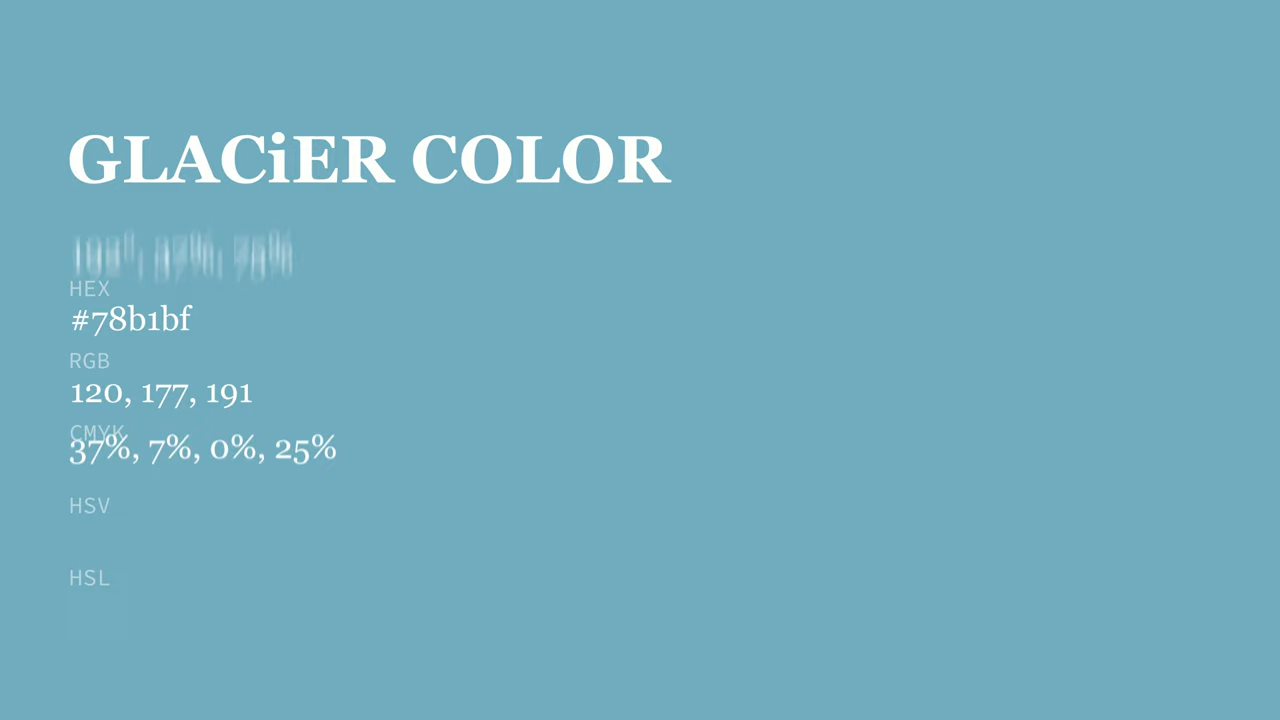 GLACiER COLOR
HEX
#78b1bf
RGB
120, 177, 191
CMYK
37%, 7%, 0%, 25%
HSV
HSL